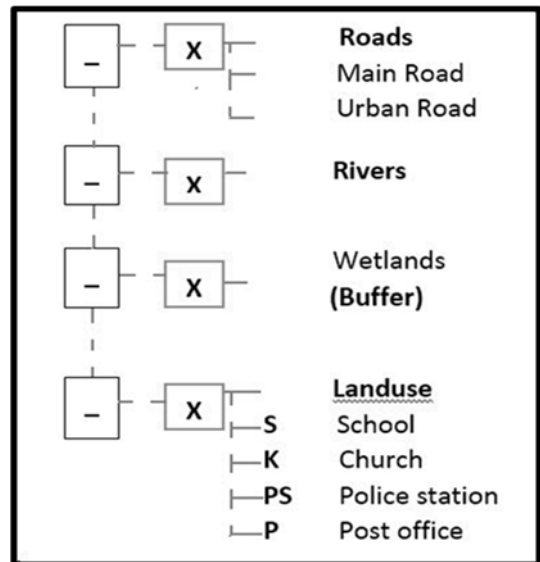 – X Roads
Main Road
Urban Road
– X Rivers
– X Wetlands
(Buffer)
– X Landuse
S School
K Church
PS Police station
P Post office